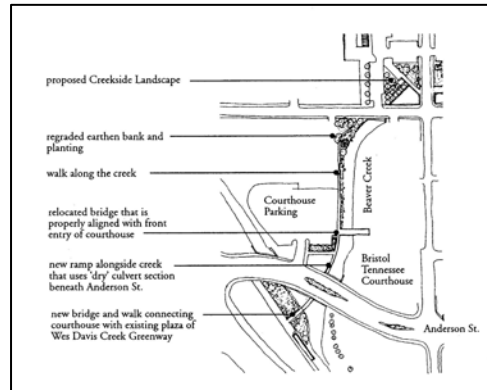 proposed Creekside Landscape
regraded earthen bank and
planting
walk along the creek
Beaver Creek
Courthouse
Parking
relocated bridge that is
properly aligned with front
entry of courthouse
new ramp alongside creek
that uses 'dry' culvert section
beneath Anderson St.
Bristol
Tennessee
Courthouse
new bridge and walk connecting
courthouse with existing plaza of
Wes Davis Creek Greenway
Anderson St.